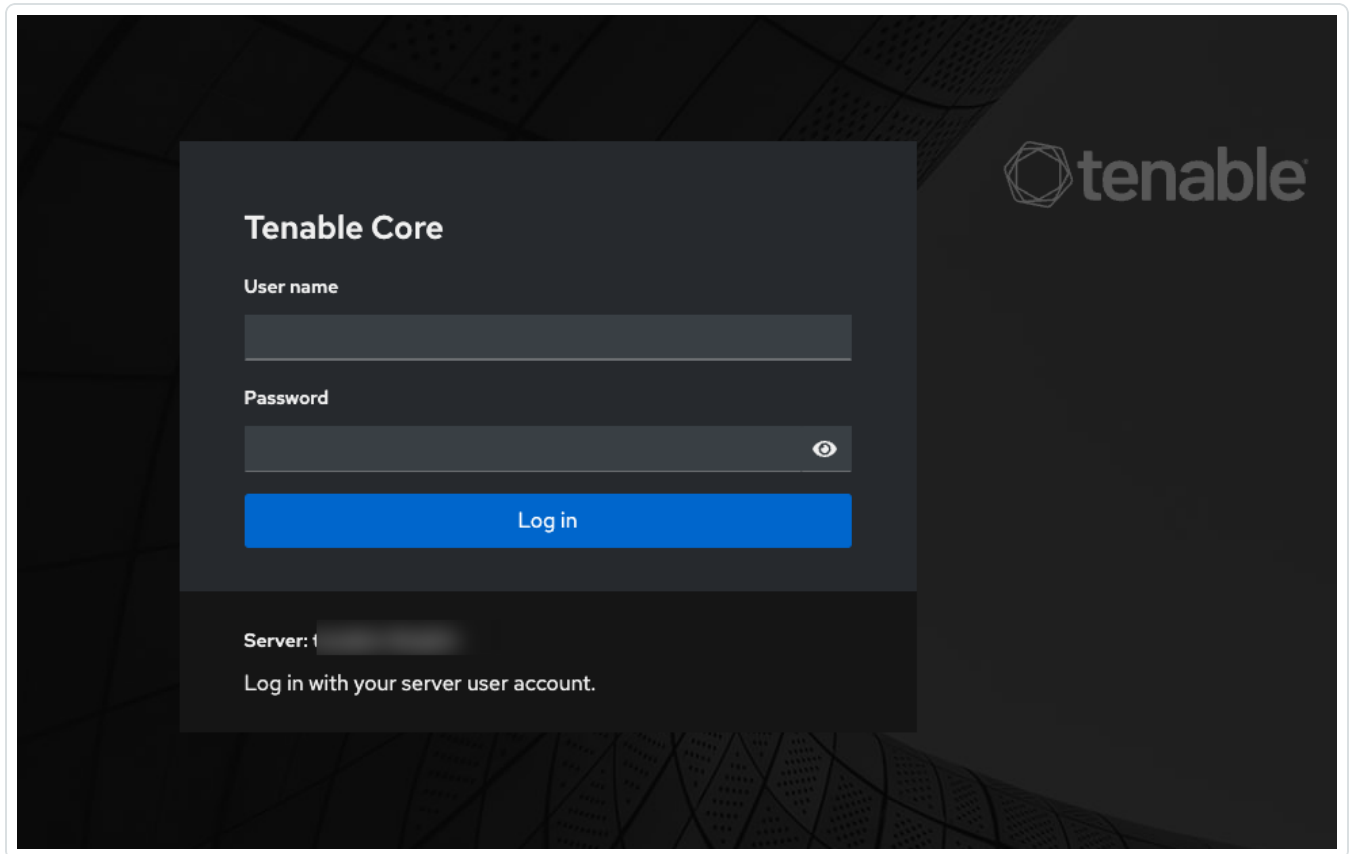 tenable
Tenable Core
User name
Password
Log in
Server:
Log in with your server user account.